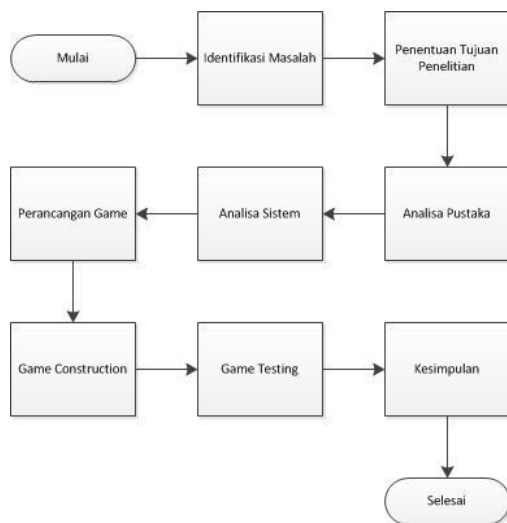 Mulai
Identifikasi Masalah
Penentuan Tujuan
Penelitian
Analisa Pustaka
Analisa Sistem
Perancangan Game
Game Construction
Game Testing
Kesimpulan
Selesai